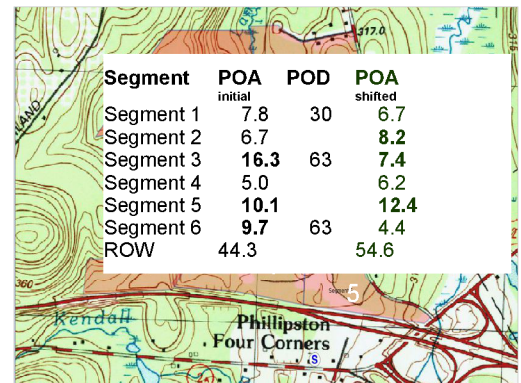 317.0
315
LAND
Segment POA POD POA
initial shifted
Segment 1 7.8 30 6.7
Segment 2 6.7 8.2
Segment 3 16.3 63 7.4
Segment 4 5.0 6.2
Segment 5 10.1 12.4
Segment 6 9.7 63 4.4
ROW 44.3 54.6
360
Segment 5
Kendall
Phillipston
Four Corners
S